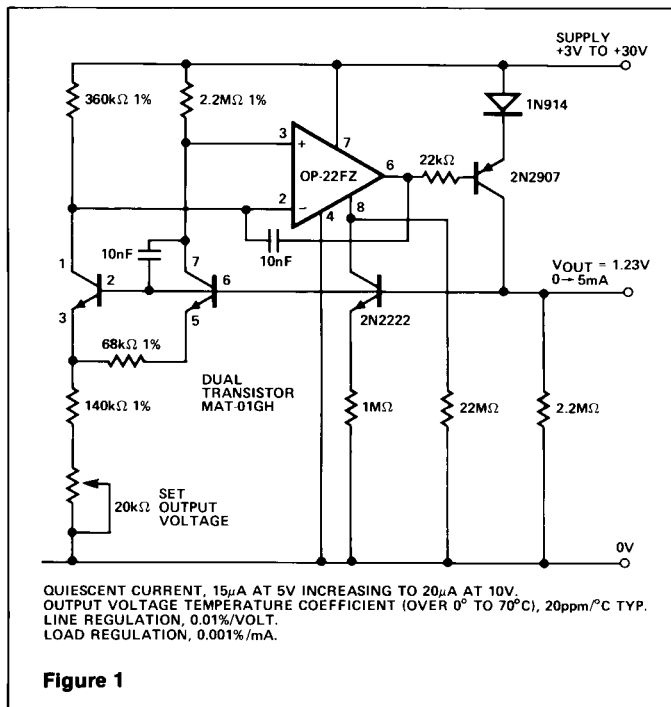 SUPPLY
+3V TO +30V
360kΩ 1%
2.2MΩ 1%
1N914
3
+
7
OP-22FZ
6
22kΩ
2N2907
2
−
8
4
10nF
10nF
1
7
2
6
VOUT = 1.23V
0→5mA
3
5
2N2222
68kΩ 1%
DUAL
TRANSISTOR
MAT-01GH
140kΩ 1%
1MΩ
22MΩ
2.2MΩ
20kΩ
SET
OUTPUT
VOLTAGE
0V
QUIESCENT CURRENT, 15μA AT 5V INCREASING TO 20μA AT 10V.
OUTPUT VOLTAGE TEMPERATURE COEFFICIENT (OVER 0° TO 70°C), 20ppm/°C TYP.
LINE REGULATION, 0.01%/VOLT.
LOAD REGULATION, 0.001%/mA.
Figure 1